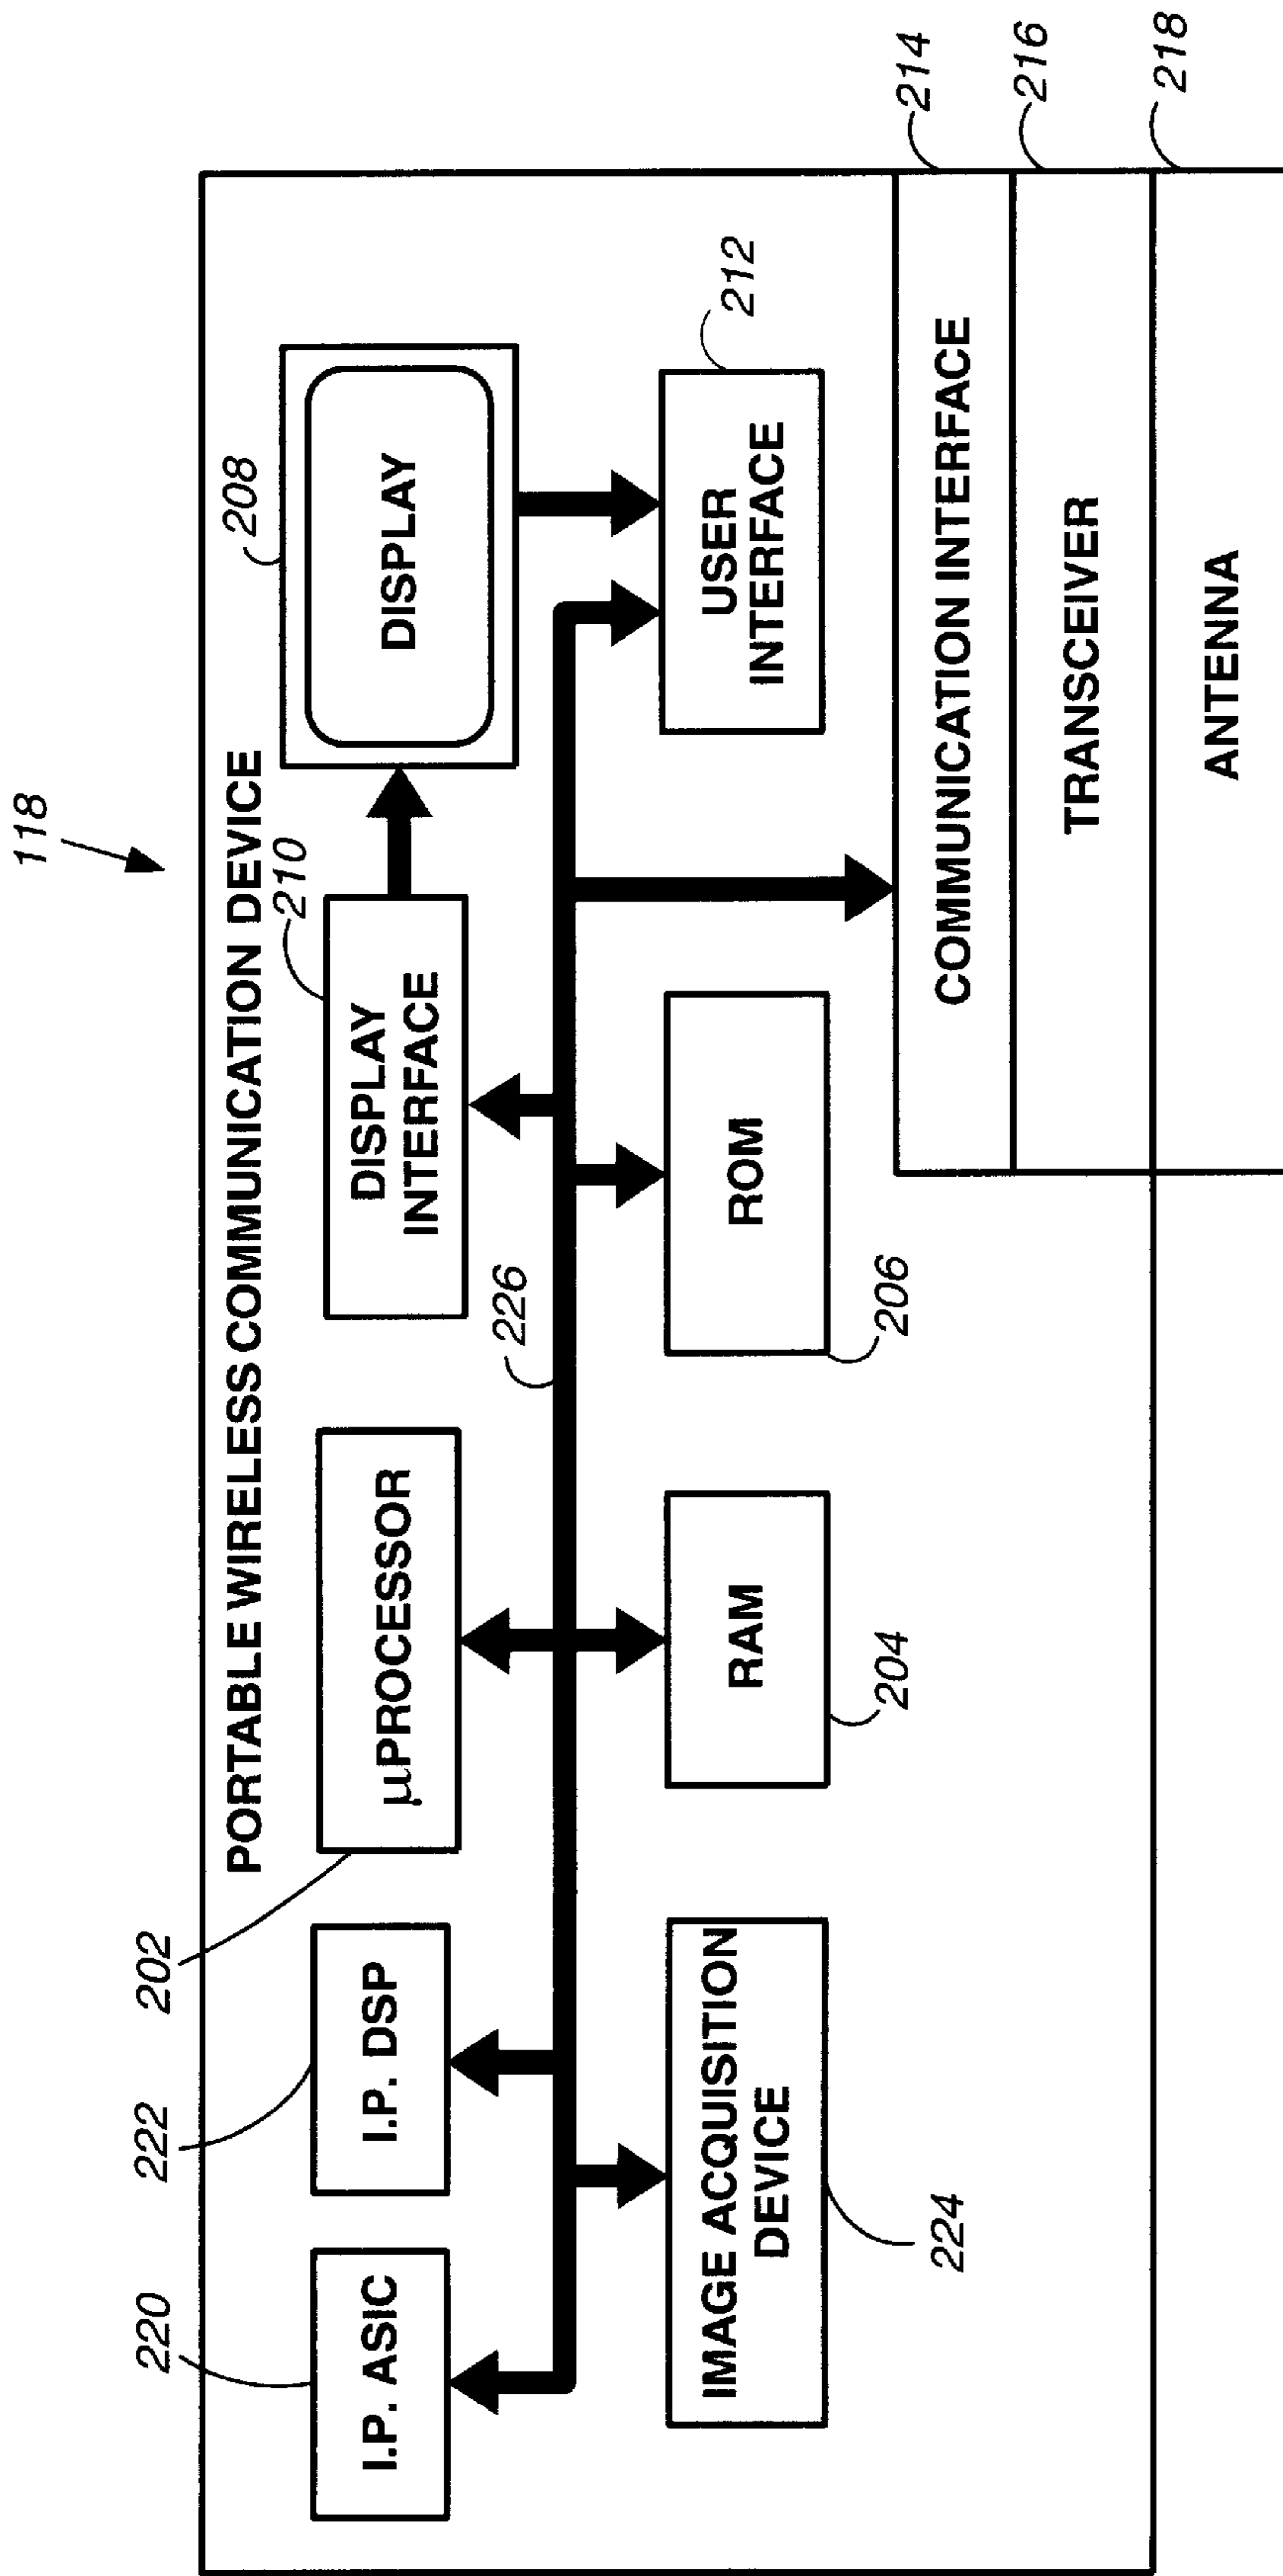 118
PORTABLE WIRELESS COMMUNICATION DEVICE
220
222
202
210
208
I.P. ASIC
I.P. DSP
µPROCESSOR
DISPLAY
INTERFACE
DISPLAY
226
IMAGE ACQUISITION
DEVICE
RAM
ROM
USER
INTERFACE
212
224
204
206
COMMUNICATION INTERFACE
214
TRANSCEIVER
216
ANTENNA
218